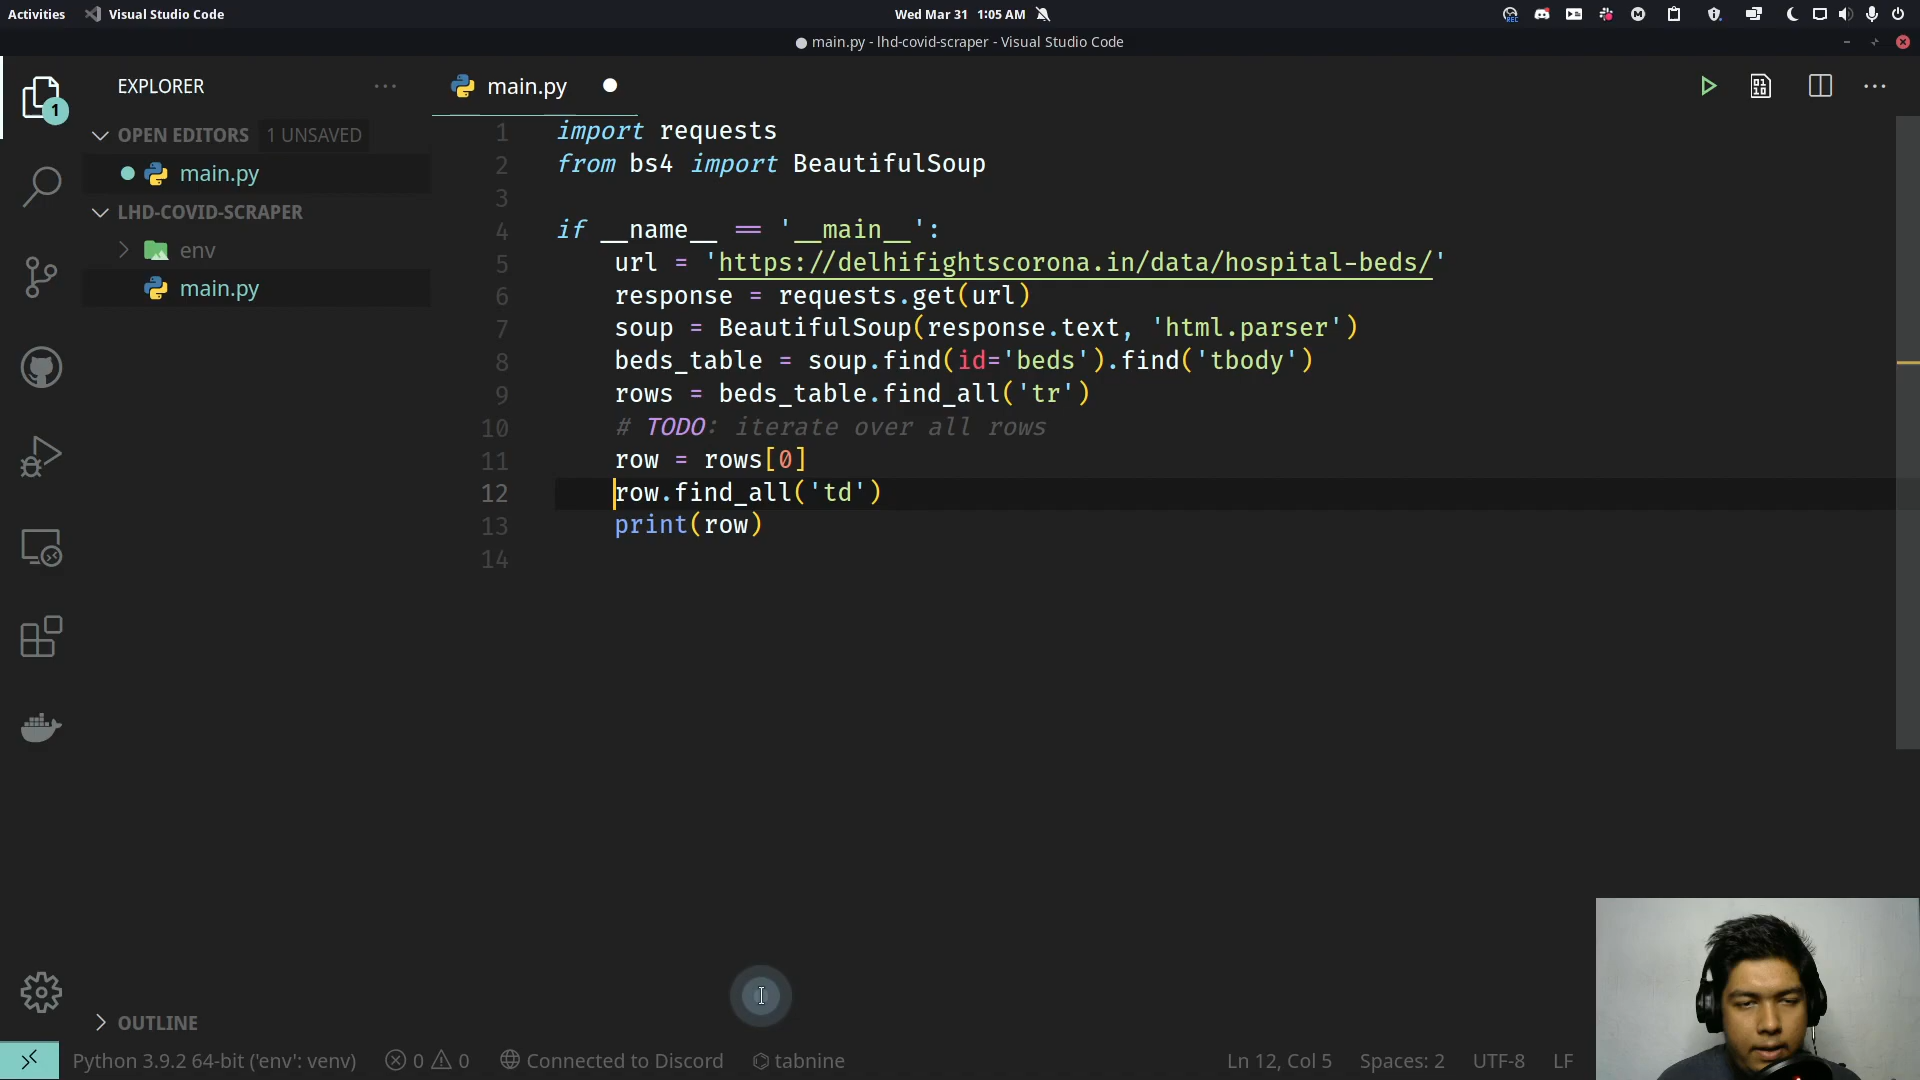 Activities Visual Studio Code Wed Mar 31 1:05 AM
main.py - lhd-covid-scraper - Visual Studio Code
1
EXPLORER
OPEN EDITORS 1 UNSAVED
main.py
LHD-COVID-SCRAPER
env
main.py
OUTLINE
main.py
1 import requests
2 from bs4 import BeautifulSoup
3
4 if __name__ == '__main__':
5 url = 'https://delhifightscorona.in/data/hospital-beds/'
6 response = requests.get(url)
7 soup = BeautifulSoup(response.text, 'html.parser')
8 beds_table = soup.find(id='beds').find('tbody')
9 rows = beds_table.find_all('tr')
10 # TODO: iterate over all rows
11 row = rows[0]
12 row.find_all('td')
13 print(row)
14
Python 3.9.2 64-bit ('env': venv) 0 0 Connected to Discord tabnine Ln 12, Col 5 Spaces: 2 UTF-8 LF